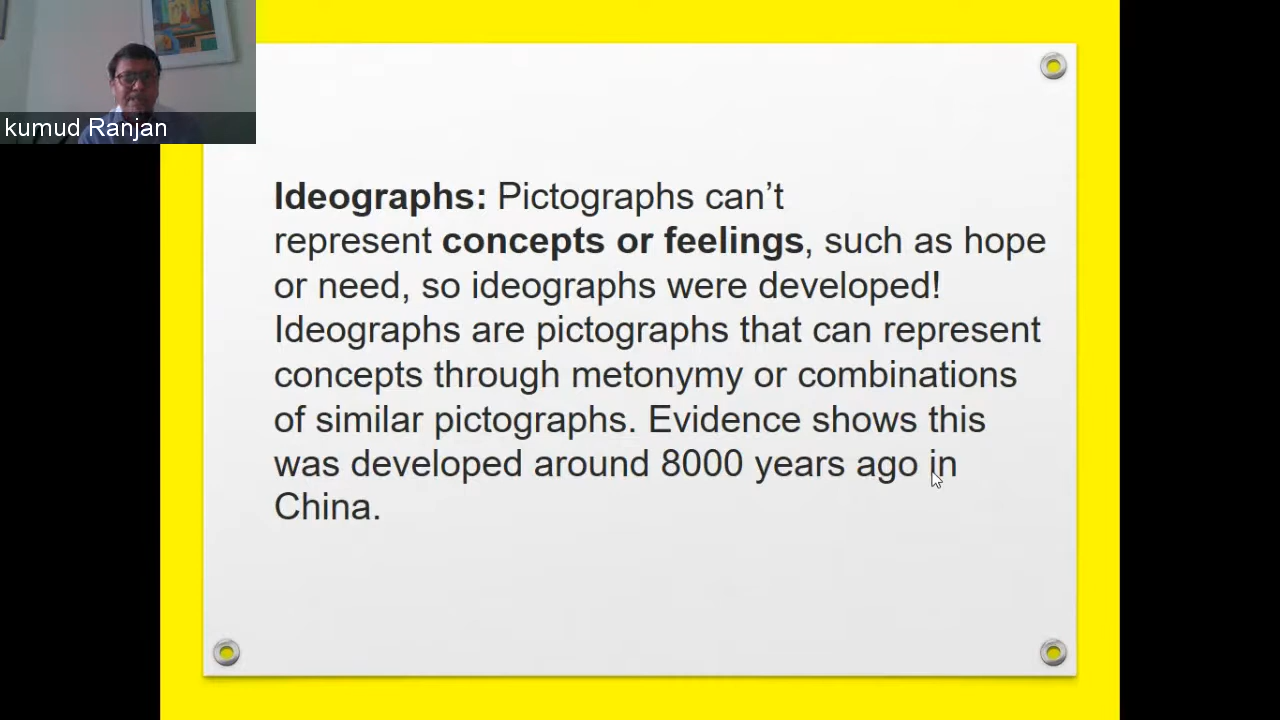 kumud Ranjan
Ideographs: Pictographs can’t
represent concepts or feelings, such as hope
or need, so ideographs were developed!
Ideographs are pictographs that can represent
concepts through metonymy or combinations
of similar pictographs. Evidence shows this
was developed around 8000 years ago in
China.